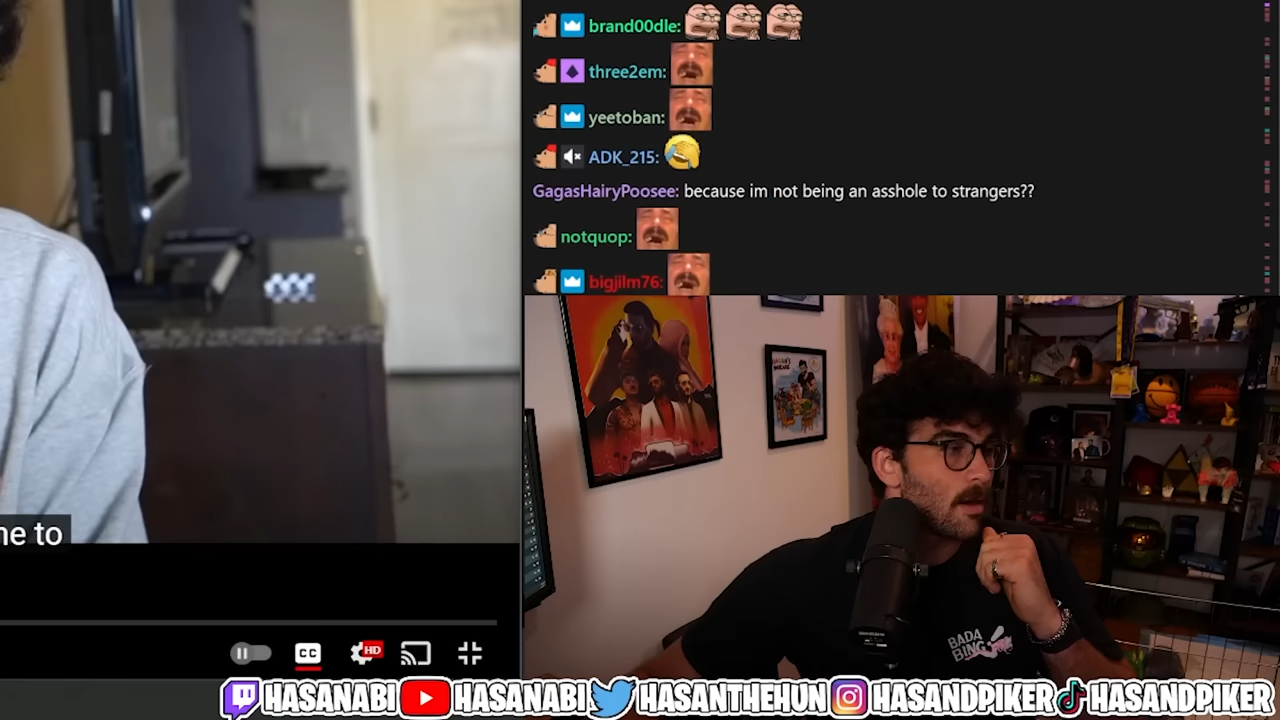 brand00dle:
three2em:
yeetoban:
ADK_215:
GagasHairyPoosee: because im not being an asshole to strangers??
notquop:
bigjilm76:
ne to
CC
HD
BADA
BING
HASANABI HASANABI HASANTHEHUN HASANDPIKER HASANDPIKER